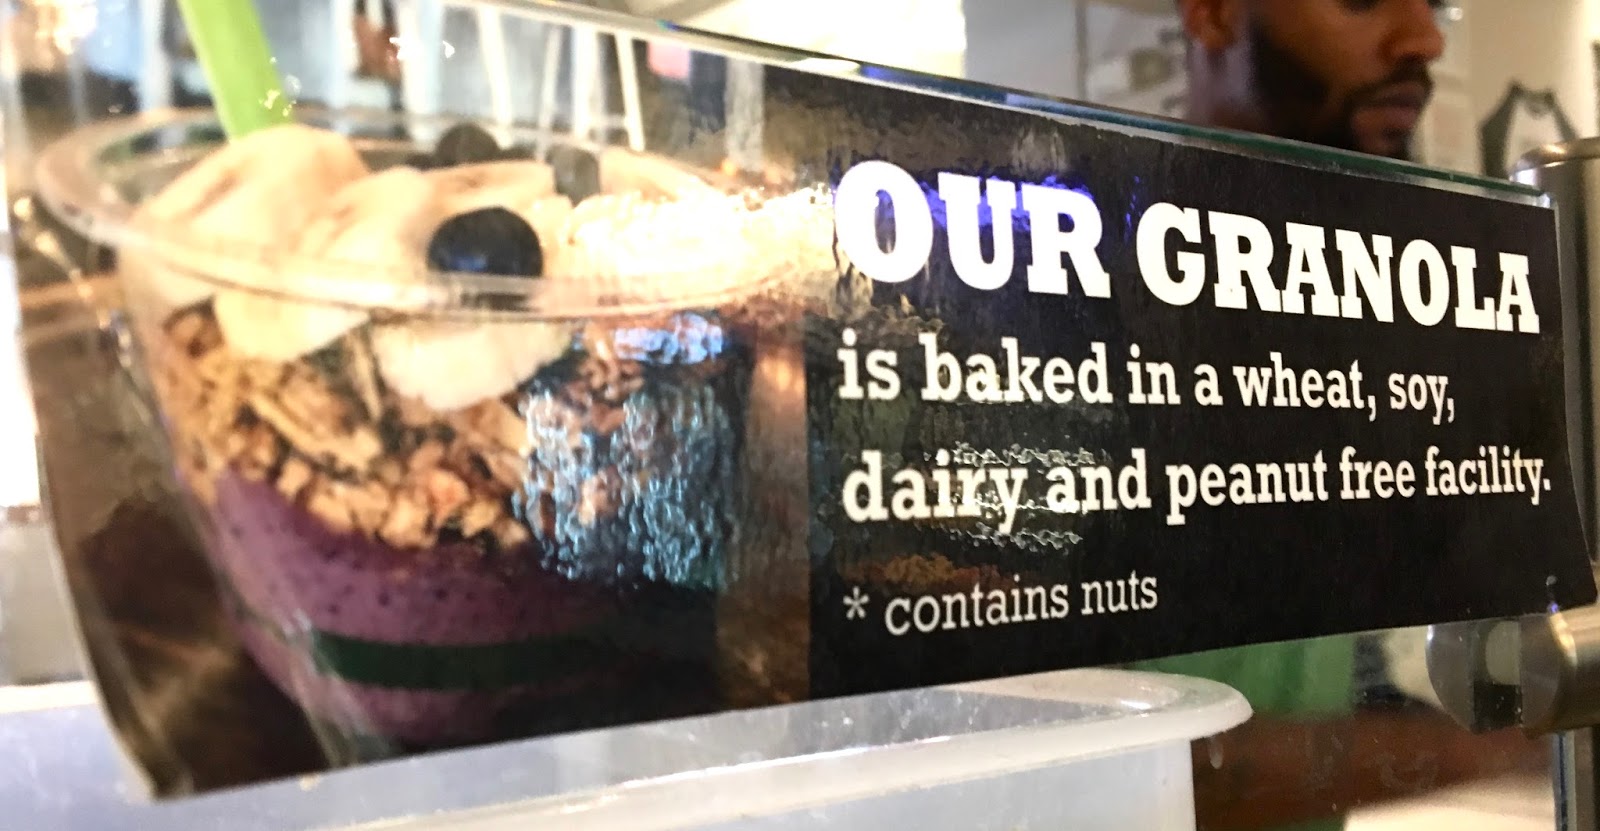 OUR GRANOLA
is baked in a wheat, soy,
dairy and peanut free facility.
* contains nuts